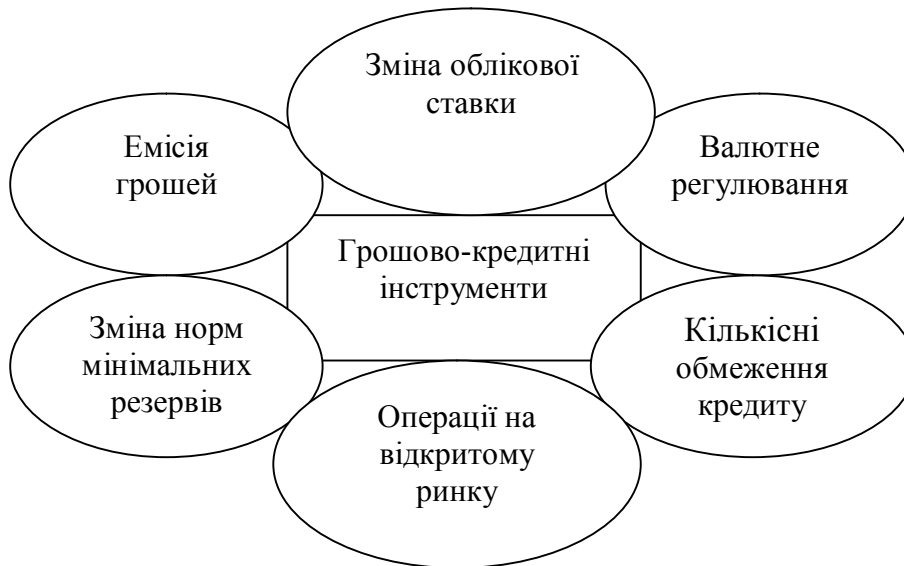 Зміна облікової
ставки
Емісія
грошей
Валютне
регулювання
Грошово-кредитні
інструменти
Зміна норм
мінімальних
резервів
Кількісні
обмеження
кредиту
Операції на
відкритому
ринку